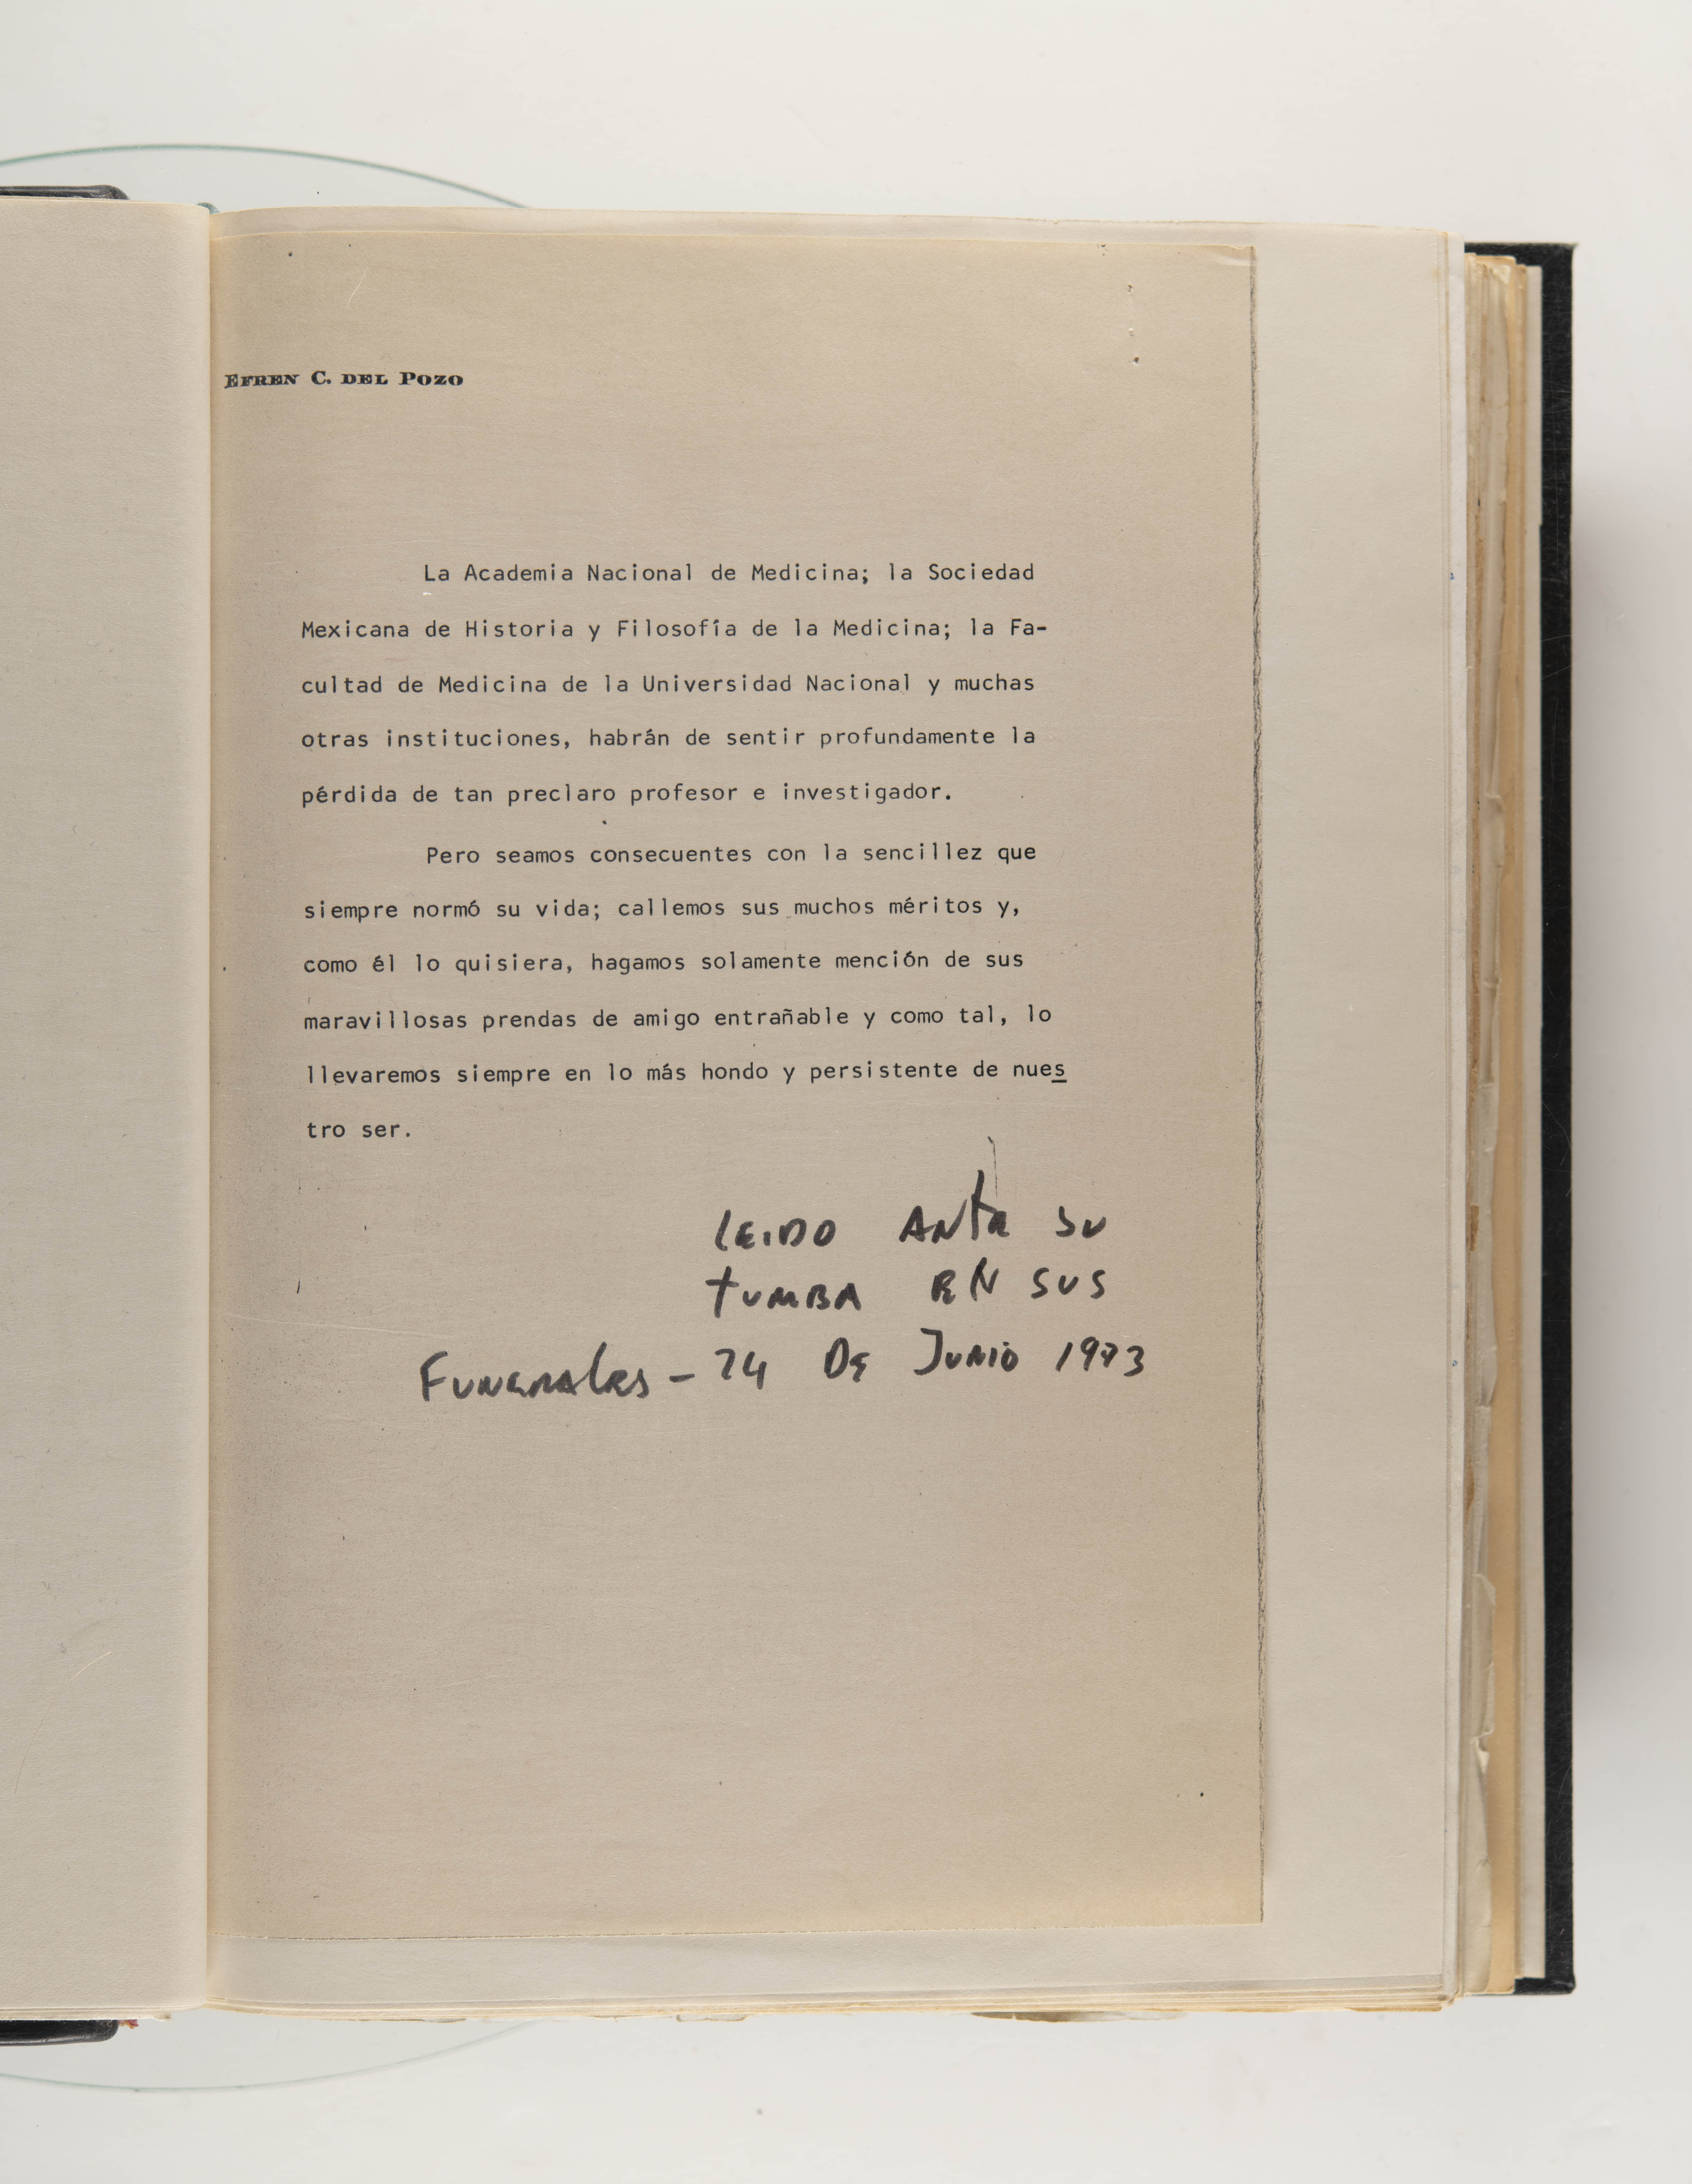 EFREN C. DEL POZO
La Academia Nacional de Medicina; la Sociedad
Mexicana de Historia y Filosofía de la Medicina; la Fa-
cultad de Medicina de la Universidad Nacional y muchas
otras instituciones, habrán de sentir profundamente la
pérdida de tan preclaro profesor e investigador.
Pero seamos consecuentes con la sencillez que
siempre normó su vida; callemos sus muchos méritos y,
como él lo quisiera, hagamos solamente mención de sus
maravillosas prendas de amigo entrañable y como tal, lo
llevaremos siempre en lo más hondo y persistente de nues
tro ser.
LEIDO ANTE SU
TUMBA EN SUS
FUNERALES - 24 DE JUNIO 1973